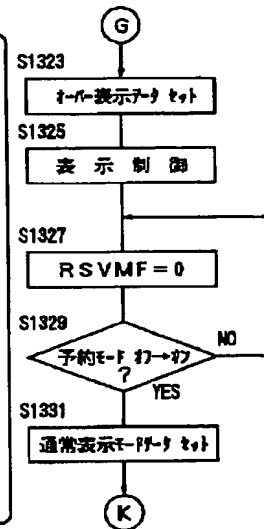 G
S1323
オーバー表示データ セット
S1325
表示制御
S1327
RSVMF=0
S1329
予約モード オフ→オン
?
NO
YES
S1331
通常表示モードデータ セット
K